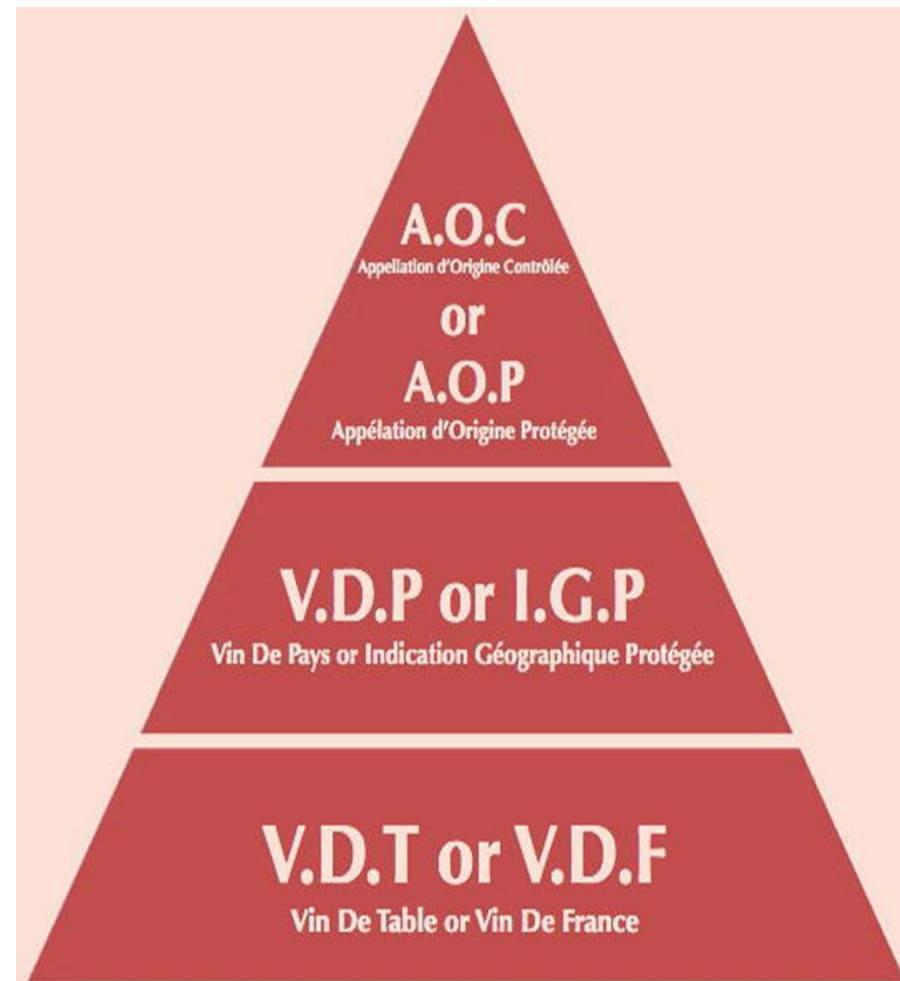 A.O.C
Appellation d'Origine Contrôlée
or
A.O.P
Appélation d'Origine Protégée
V.D.P or I.G.P
Vin De Pays or Indication Géographique Protégée
V.D.T or V.D.F
Vin De Table or Vin De France